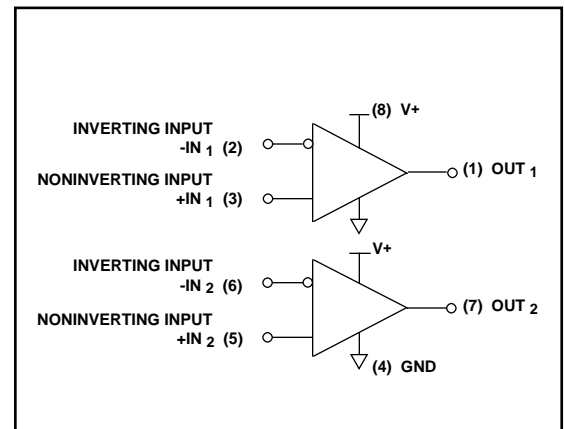 (8) V+
INVERTING INPUT
-IN 1 (2)
(1) OUT 1
NONINVERTING INPUT
+IN 1 (3)
V+
INVERTING INPUT
-IN 2 (6)
(7) OUT 2
NONINVERTING INPUT
+IN 2 (5)
(4) GND